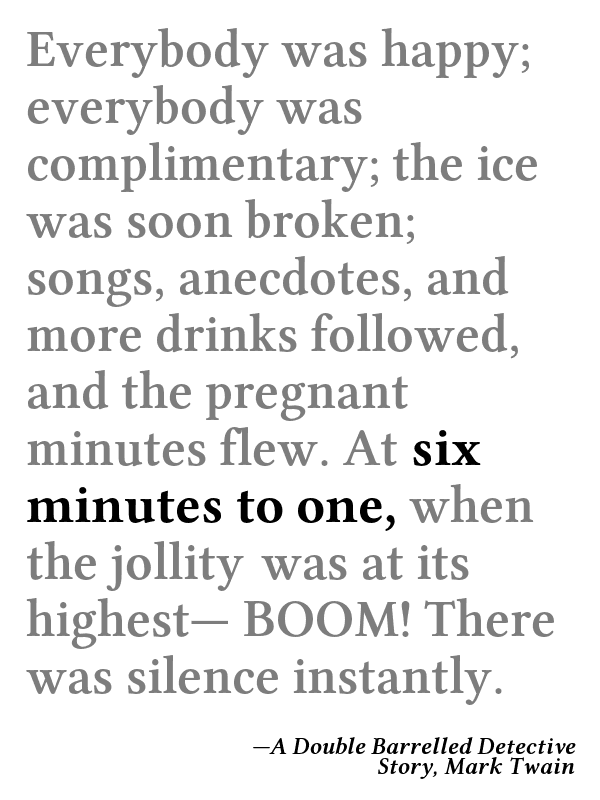 Everybody was happy;
everybody was
complimentary; the ice
was soon broken;
songs, anecdotes, and
more drinks followed,
and the pregnant
minutes flew. At six
minutes to one, when
the jollity was at its
highest— BOOM! There
was silence instantly.
—A Double Barrelled Detective
Story, Mark Twain